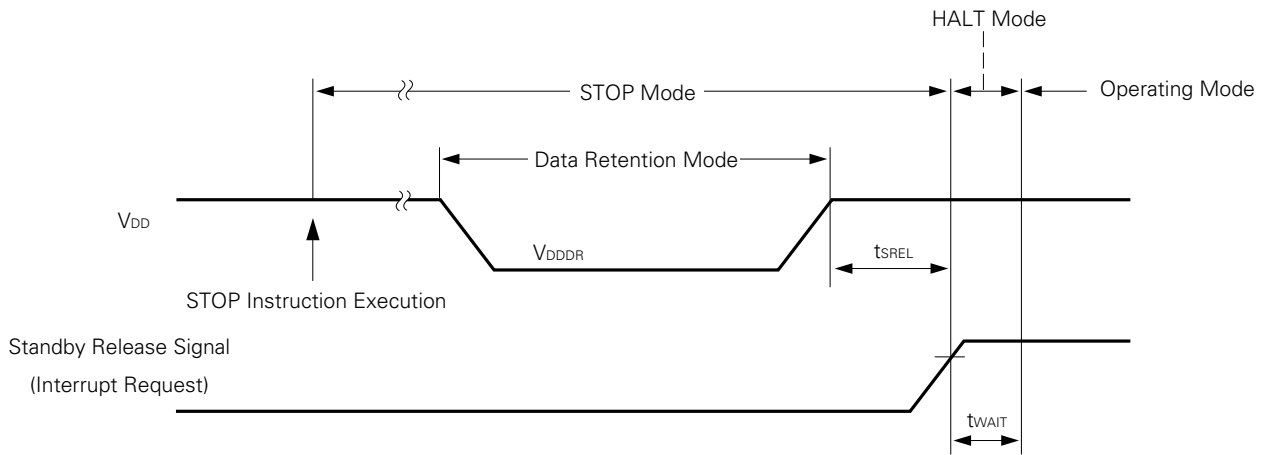 HALT Mode
STOP Mode
Operating Mode
Data Retention Mode
VDD
VDDDR
tSREL
STOP Instruction Execution
Standby Release Signal
(Interrupt Request)
tWAIT